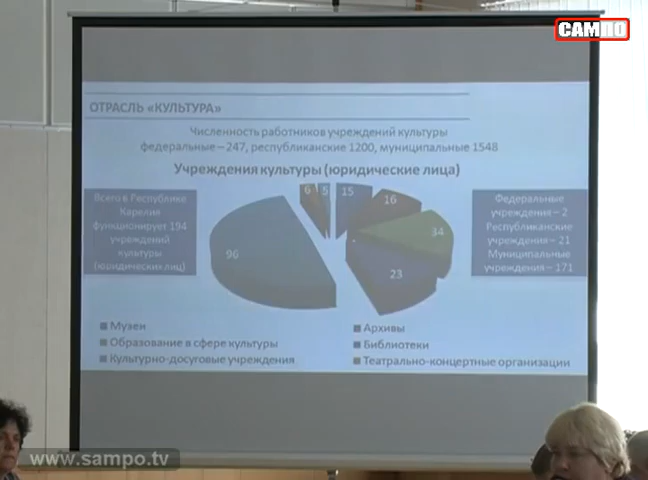 САМПО
ОТРАСЛЬ «КУЛЬТУРА»
Численность работников учреждений культуры
федеральные – 247, республиканские 1200, муниципальные 1548
Учреждения культуры (юридические лица)
Всего в Республике
Карелия
функционирует 194
учреждений
культуры
(юридических лиц)
6
5
15
16
34
23
96
Федеральные
учреждения – 2
Республиканские
учреждения – 21
Муниципальные
учреждения – 171
Музеи
Архивы
Образование в сфере культуры
Библиотеки
Культурно-досуговые учреждения
Театрально-концертные организации
www.sampo.tv